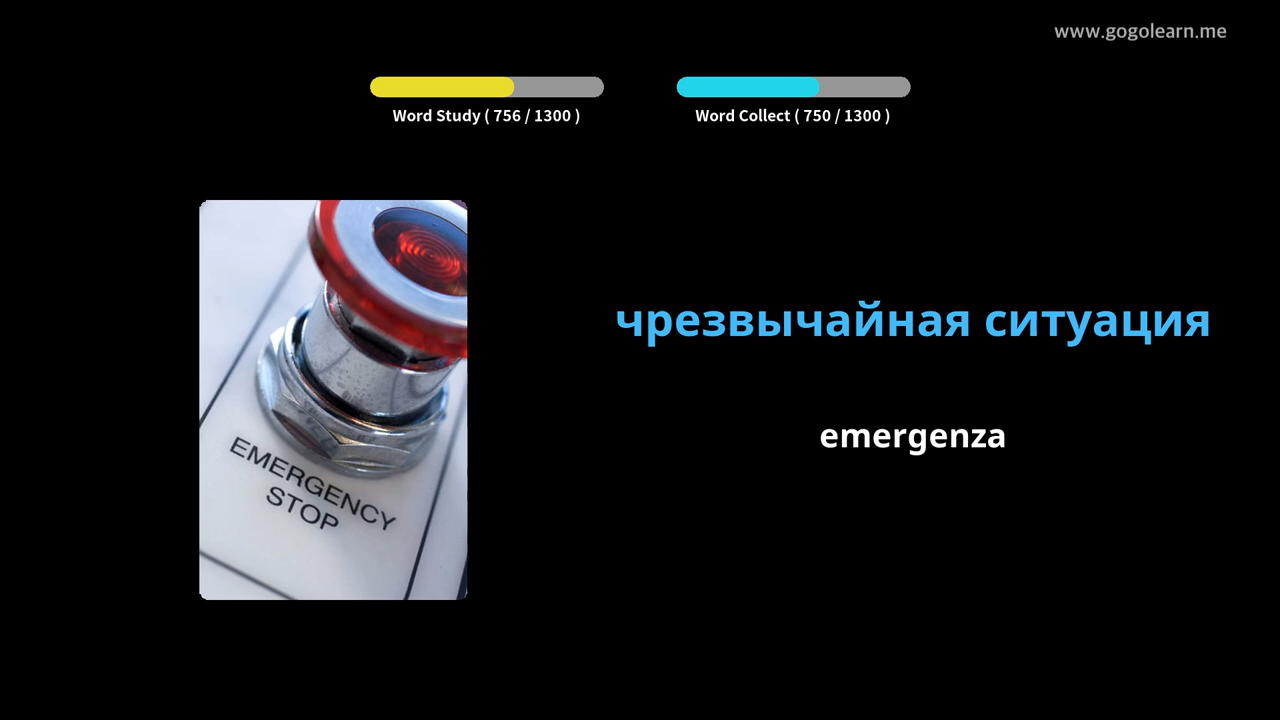 www.gogolearn.me
Word Study ( 756 / 1300 )
Word Collect ( 750 / 1300 )
чрезвычайная ситуация
emergenza
EMERGENCY
STOP